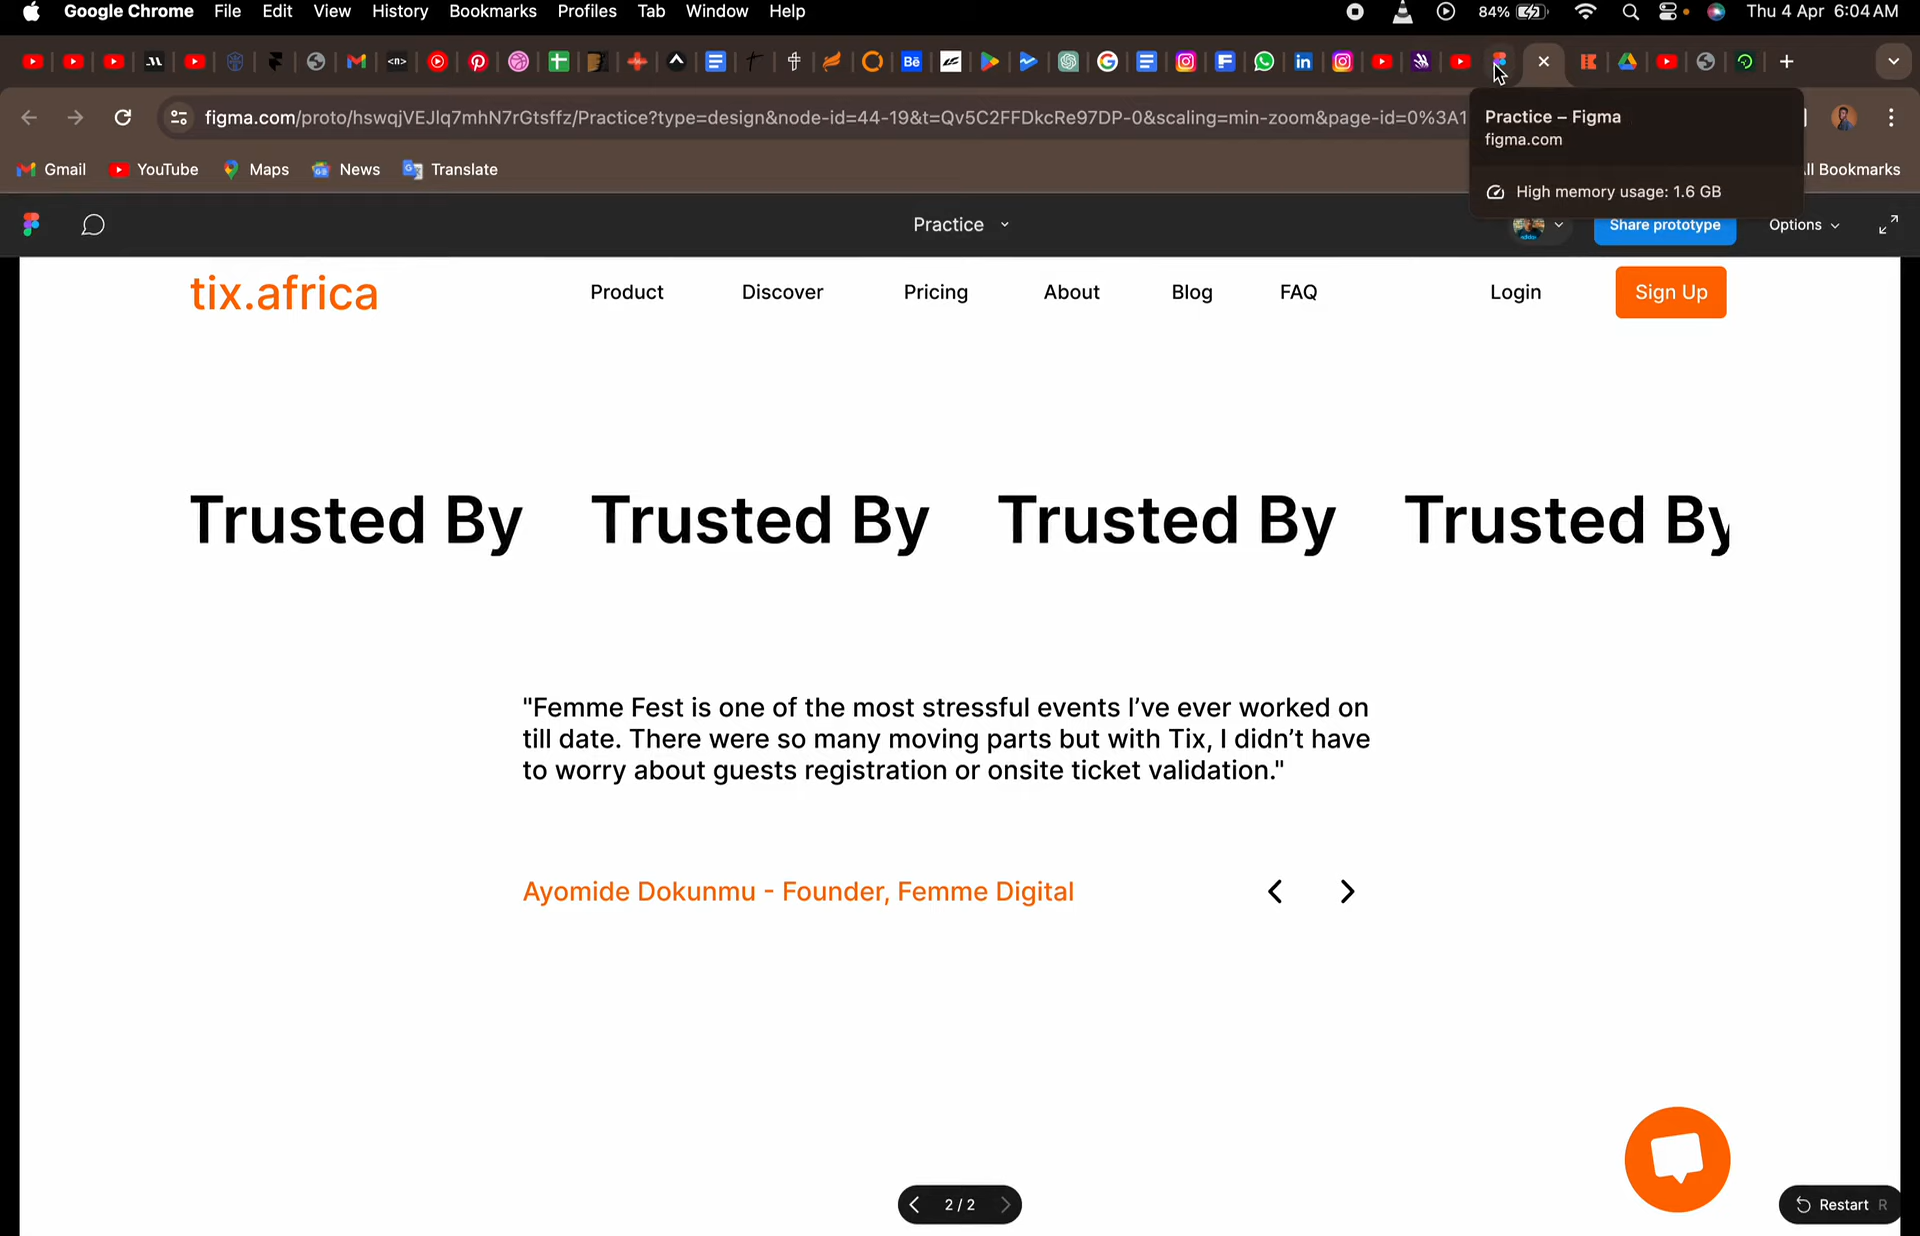 Google Chrome File Edit View History Bookmarks Profiles Tab Window Help 84% Thu 4 Apr 6:04 AM
figma.com/proto/hswqjVEJlq7mhN7rGtsffz/Practice?type=design&node-id=44-19&t=Qv5C2FFDkcRe97DP-0&scaling=min-zoom&page-id=0%3A1
Practice – Figma
figma.com
High memory usage: 1.6 GB
Gmail YouTube Maps News Translate ll Bookmarks
Practice Share prototype Options
tix.africa Product Discover Pricing About Blog FAQ Login Sign Up
Trusted By Trusted By Trusted By Trusted By
"Femme Fest is one of the most stressful events I’ve ever worked on
till date. There were so many moving parts but with Tix, I didn’t have
to worry about guests registration or onsite ticket validation."
Ayomide Dokunmu - Founder, Femme Digital
2 / 2
Restart R